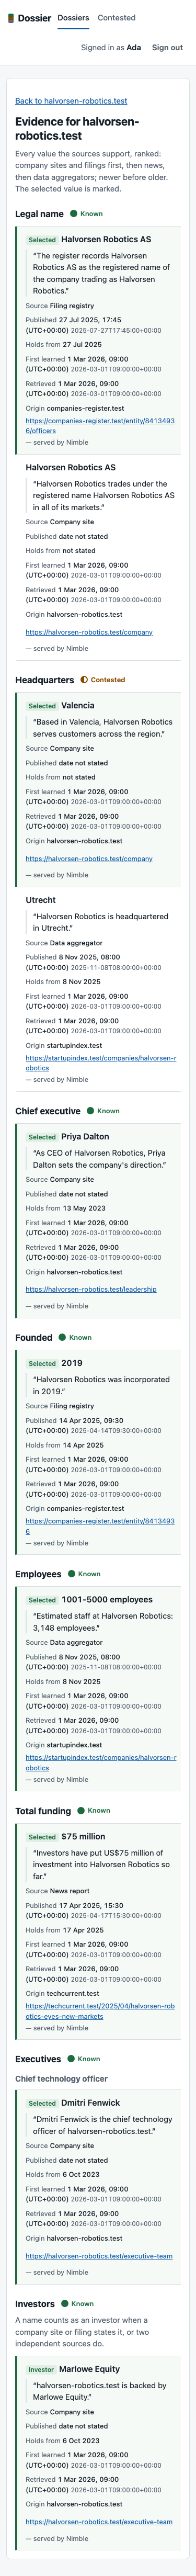 Dossier Dossiers Contested
Signed in as Ada Sign out
Back to halvorsen-robotics.test
Evidence for halvorsen-
robotics.test
Every value the sources support, ranked:
company sites and filings first, then news,
then data aggregators; newer before older.
The selected value is marked.
Legal name Known
Selected Halvorsen Robotics AS
“The register records Halvorsen
Robotics AS as the registered name of
the company trading as Halvorsen
Robotics.”
Source Filing registry
Published 27 Jul 2025, 17:45
(UTC+00:00) 2025-07-27T17:45:00+00:00
Holds from 27 Jul 2025
First learned 1 Mar 2026, 09:00
(UTC+00:00) 2026-03-01T09:00:00+00:00
Retrieved 1 Mar 2026, 09:00
(UTC+00:00) 2026-03-01T09:00:00+00:00
Origin companies-register.test
https://companies-register.test/entity/8413493
6/officers
— served by Nimble
Halvorsen Robotics AS
“Halvorsen Robotics trades under the
registered name Halvorsen Robotics AS
in all of its markets.”
Source Company site
Published date not stated
Holds from not stated
First learned 1 Mar 2026, 09:00
(UTC+00:00) 2026-03-01T09:00:00+00:00
Retrieved 1 Mar 2026, 09:00
(UTC+00:00) 2026-03-01T09:00:00+00:00
Origin halvorsen-robotics.test
https://halvorsen-robotics.test/company
— served by Nimble
Headquarters Contested
Selected Valencia
“Based in Valencia, Halvorsen Robotics
serves customers across the region.”
Source Company site
Published date not stated
Holds from not stated
First learned 1 Mar 2026, 09:00
(UTC+00:00) 2026-03-01T09:00:00+00:00
Retrieved 1 Mar 2026, 09:00
(UTC+00:00) 2026-03-01T09:00:00+00:00
Origin halvorsen-robotics.test
https://halvorsen-robotics.test/company
— served by Nimble
Utrecht
“Halvorsen Robotics is headquartered
in Utrecht.”
Source Data aggregator
Published 8 Nov 2025, 08:00
(UTC+00:00) 2025-11-08T08:00:00+00:00
Holds from 8 Nov 2025
First learned 1 Mar 2026, 09:00
(UTC+00:00) 2026-03-01T09:00:00+00:00
Retrieved 1 Mar 2026, 09:00
(UTC+00:00) 2026-03-01T09:00:00+00:00
Origin startupindex.test
https://startupindex.test/companies/halvorsen-r
obotics
— served by Nimble
Chief executive Known
Selected Priya Dalton
“As CEO of Halvorsen Robotics, Priya
Dalton sets the company's direction.”
Source Company site
Published date not stated
Holds from 13 May 2023
First learned 1 Mar 2026, 09:00
(UTC+00:00) 2026-03-01T09:00:00+00:00
Retrieved 1 Mar 2026, 09:00
(UTC+00:00) 2026-03-01T09:00:00+00:00
Origin halvorsen-robotics.test
https://halvorsen-robotics.test/leadership
— served by Nimble
Founded Known
Selected 2019
“Halvorsen Robotics was incorporated
in 2019.”
Source Filing registry
Published 14 Apr 2025, 09:30
(UTC+00:00) 2025-04-14T09:30:00+00:00
Holds from 14 Apr 2025
First learned 1 Mar 2026, 09:00
(UTC+00:00) 2026-03-01T09:00:00+00:00
Retrieved 1 Mar 2026, 09:00
(UTC+00:00) 2026-03-01T09:00:00+00:00
Origin companies-register.test
https://companies-register.test/entity/8413493
6
— served by Nimble
Employees Known
Selected 1001-5000 employees
“Estimated staff at Halvorsen Robotics:
3,148 employees.”
Source Data aggregator
Published 8 Nov 2025, 08:00
(UTC+00:00) 2025-11-08T08:00:00+00:00
Holds from 8 Nov 2025
First learned 1 Mar 2026, 09:00
(UTC+00:00) 2026-03-01T09:00:00+00:00
Retrieved 1 Mar 2026, 09:00
(UTC+00:00) 2026-03-01T09:00:00+00:00
Origin startupindex.test
https://startupindex.test/companies/halvorsen-r
obotics
— served by Nimble
Total funding Known
Selected $75 million
“Investors have put US$75 million of
investment into Halvorsen Robotics so
far.”
Source News report
Published 17 Apr 2025, 15:30
(UTC+00:00) 2025-04-17T15:30:00+00:00
Holds from 17 Apr 2025
First learned 1 Mar 2026, 09:00
(UTC+00:00) 2026-03-01T09:00:00+00:00
Retrieved 1 Mar 2026, 09:00
(UTC+00:00) 2026-03-01T09:00:00+00:00
Origin techcurrent.test
https://techcurrent.test/2025/04/halvorsen-rob
otics-eyes-new-markets
— served by Nimble
Executives Known
Chief technology officer
Selected Dmitri Fenwick
“Dmitri Fenwick is the chief technology
officer of halvorsen-robotics.test.”
Source Company site
Published date not stated
Holds from 6 Oct 2023
First learned 1 Mar 2026, 09:00
(UTC+00:00) 2026-03-01T09:00:00+00:00
Retrieved 1 Mar 2026, 09:00
(UTC+00:00) 2026-03-01T09:00:00+00:00
Origin halvorsen-robotics.test
https://halvorsen-robotics.test/executive-team
— served by Nimble
Investors Known
A name counts as an investor when a
company site or filing states it, or two
independent sources do.
Investor Marlowe Equity
“halvorsen-robotics.test is backed by
Marlowe Equity.”
Source Company site
Published date not stated
Holds from 6 Oct 2023
First learned 1 Mar 2026, 09:00
(UTC+00:00) 2026-03-01T09:00:00+00:00
Retrieved 1 Mar 2026, 09:00
(UTC+00:00) 2026-03-01T09:00:00+00:00
Origin halvorsen-robotics.test
https://halvorsen-robotics.test/executive-team
— served by Nimble